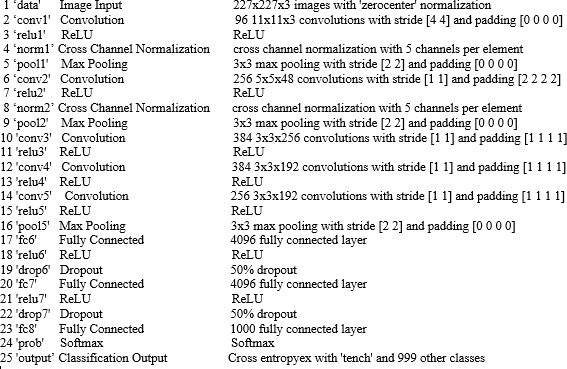 1 'data' Image Input 227x227x3 images with 'zerocenter' normalization
2 'conv1' Convolution 96 11x11x3 convolutions with stride [4 4] and padding [0 0 0 0]
3 'relu1' ReLU ReLU
4 'norm1' Cross Channel Normalization cross channel normalization with 5 channels per element
5 'pool1' Max Pooling 3x3 max pooling with stride [2 2] and padding [0 0 0 0]
6 'conv2' Convolution 256 5x5x48 convolutions with stride [1 1] and padding [2 2 2 2]
7 'relu2' ReLU ReLU
8 'norm2' Cross Channel Normalization cross channel normalization with 5 channels per element
9 'pool2' Max Pooling 3x3 max pooling with stride [2 2] and padding [0 0 0 0]
10 'conv3' Convolution 384 3x3x256 convolutions with stride [1 1] and padding [1 1 1 1]
11 'relu3' ReLU ReLU
12 'conv4' Convolution 384 3x3x192 convolutions with stride [1 1] and padding [1 1 1 1]
13 'relu4' ReLU ReLU
14 'conv5' Convolution 256 3x3x192 convolutions with stride [1 1] and padding [1 1 1 1]
15 'relu5' ReLU ReLU
16 'pool5' Max Pooling 3x3 max pooling with stride [2 2] and padding [0 0 0 0]
17 'fc6' Fully Connected 4096 fully connected layer
18 'relu6' ReLU ReLU
19 'drop6' Dropout 50% dropout
20 'fc7' Fully Connected 4096 fully connected layer
21 'relu7' ReLU ReLU
22 'drop7' Dropout 50% dropout
23 'fc8' Fully Connected 1000 fully connected layer
24 'prob' Softmax Softmax
25 'output' Classification Output Cross entropyex with 'tench' and 999 other classes